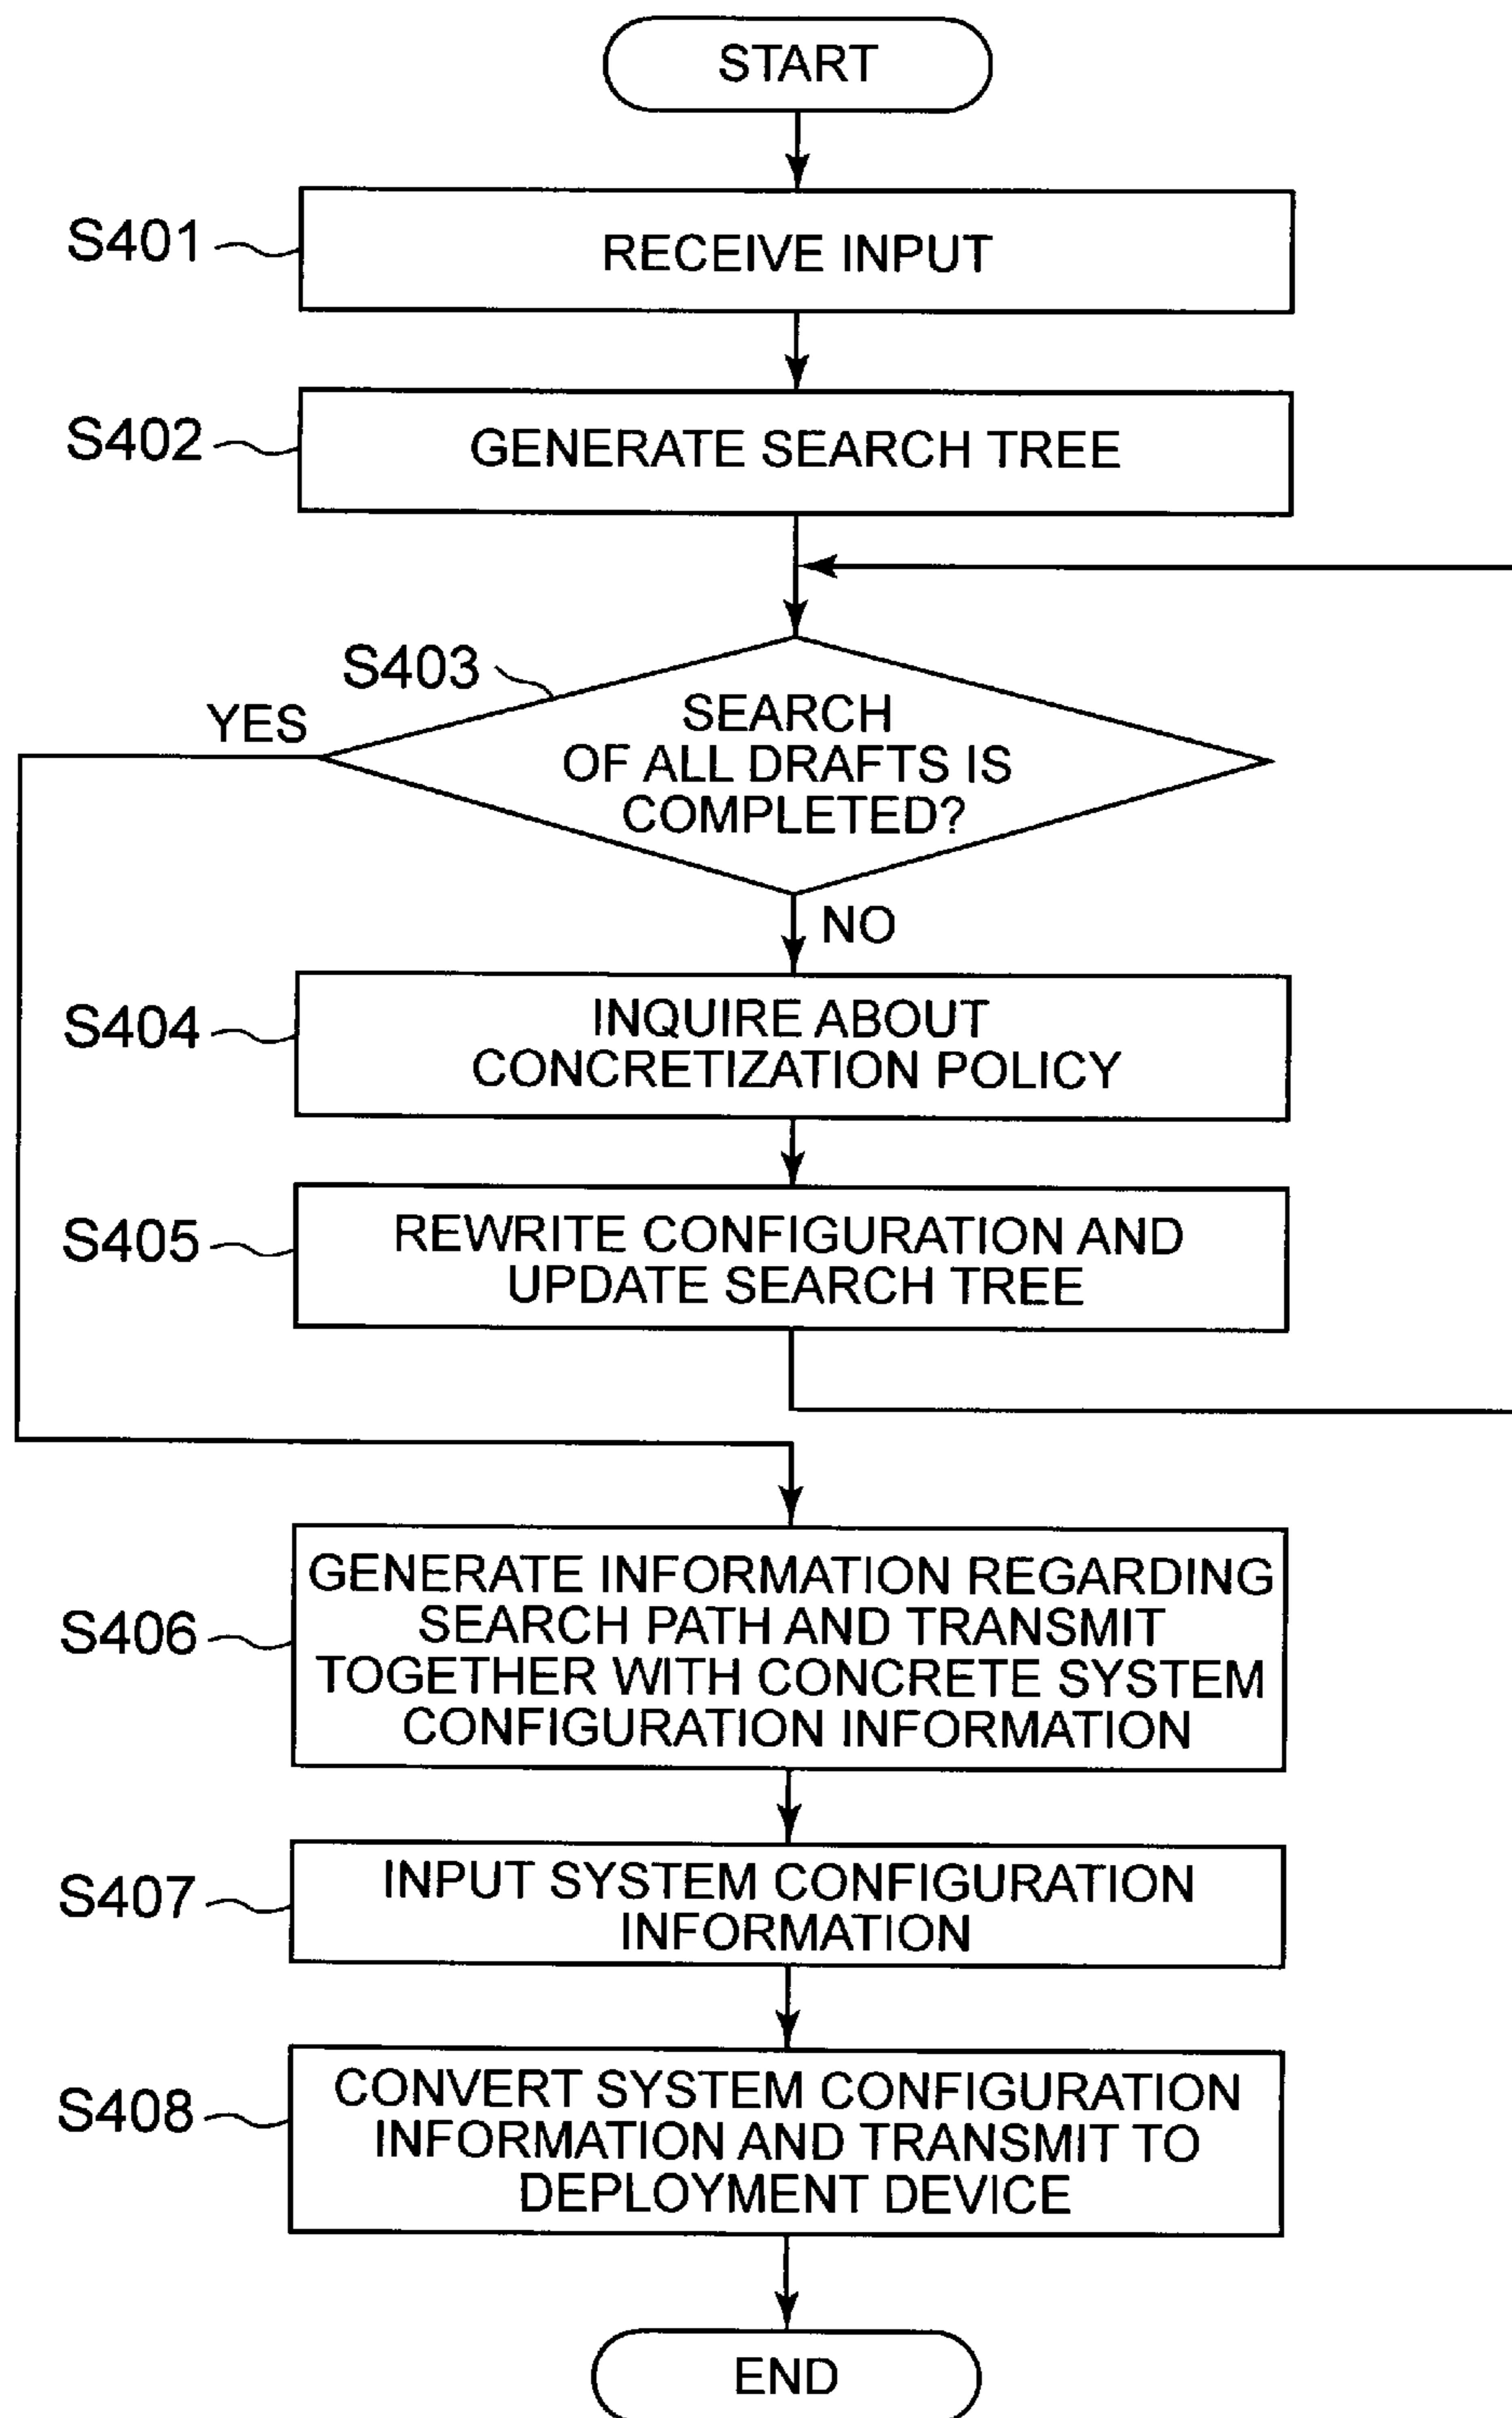 START
S401
RECEIVE INPUT
S402
GENERATE SEARCH TREE
S403
YES
SEARCH
OF ALL DRAFTS IS
COMPLETED?
NO
S404
INQUIRE ABOUT
CONCRETIZATION POLICY
S405
REWRITE CONFIGURATION AND
UPDATE SEARCH TREE
S406
GENERATE INFORMATION REGARDING
SEARCH PATH AND TRANSMIT
TOGETHER WITH CONCRETE SYSTEM
CONFIGURATION INFORMATION
S407
INPUT SYSTEM CONFIGURATION
INFORMATION
S408
CONVERT SYSTEM CONFIGURATION
INFORMATION AND TRANSMIT TO
DEPLOYMENT DEVICE
END